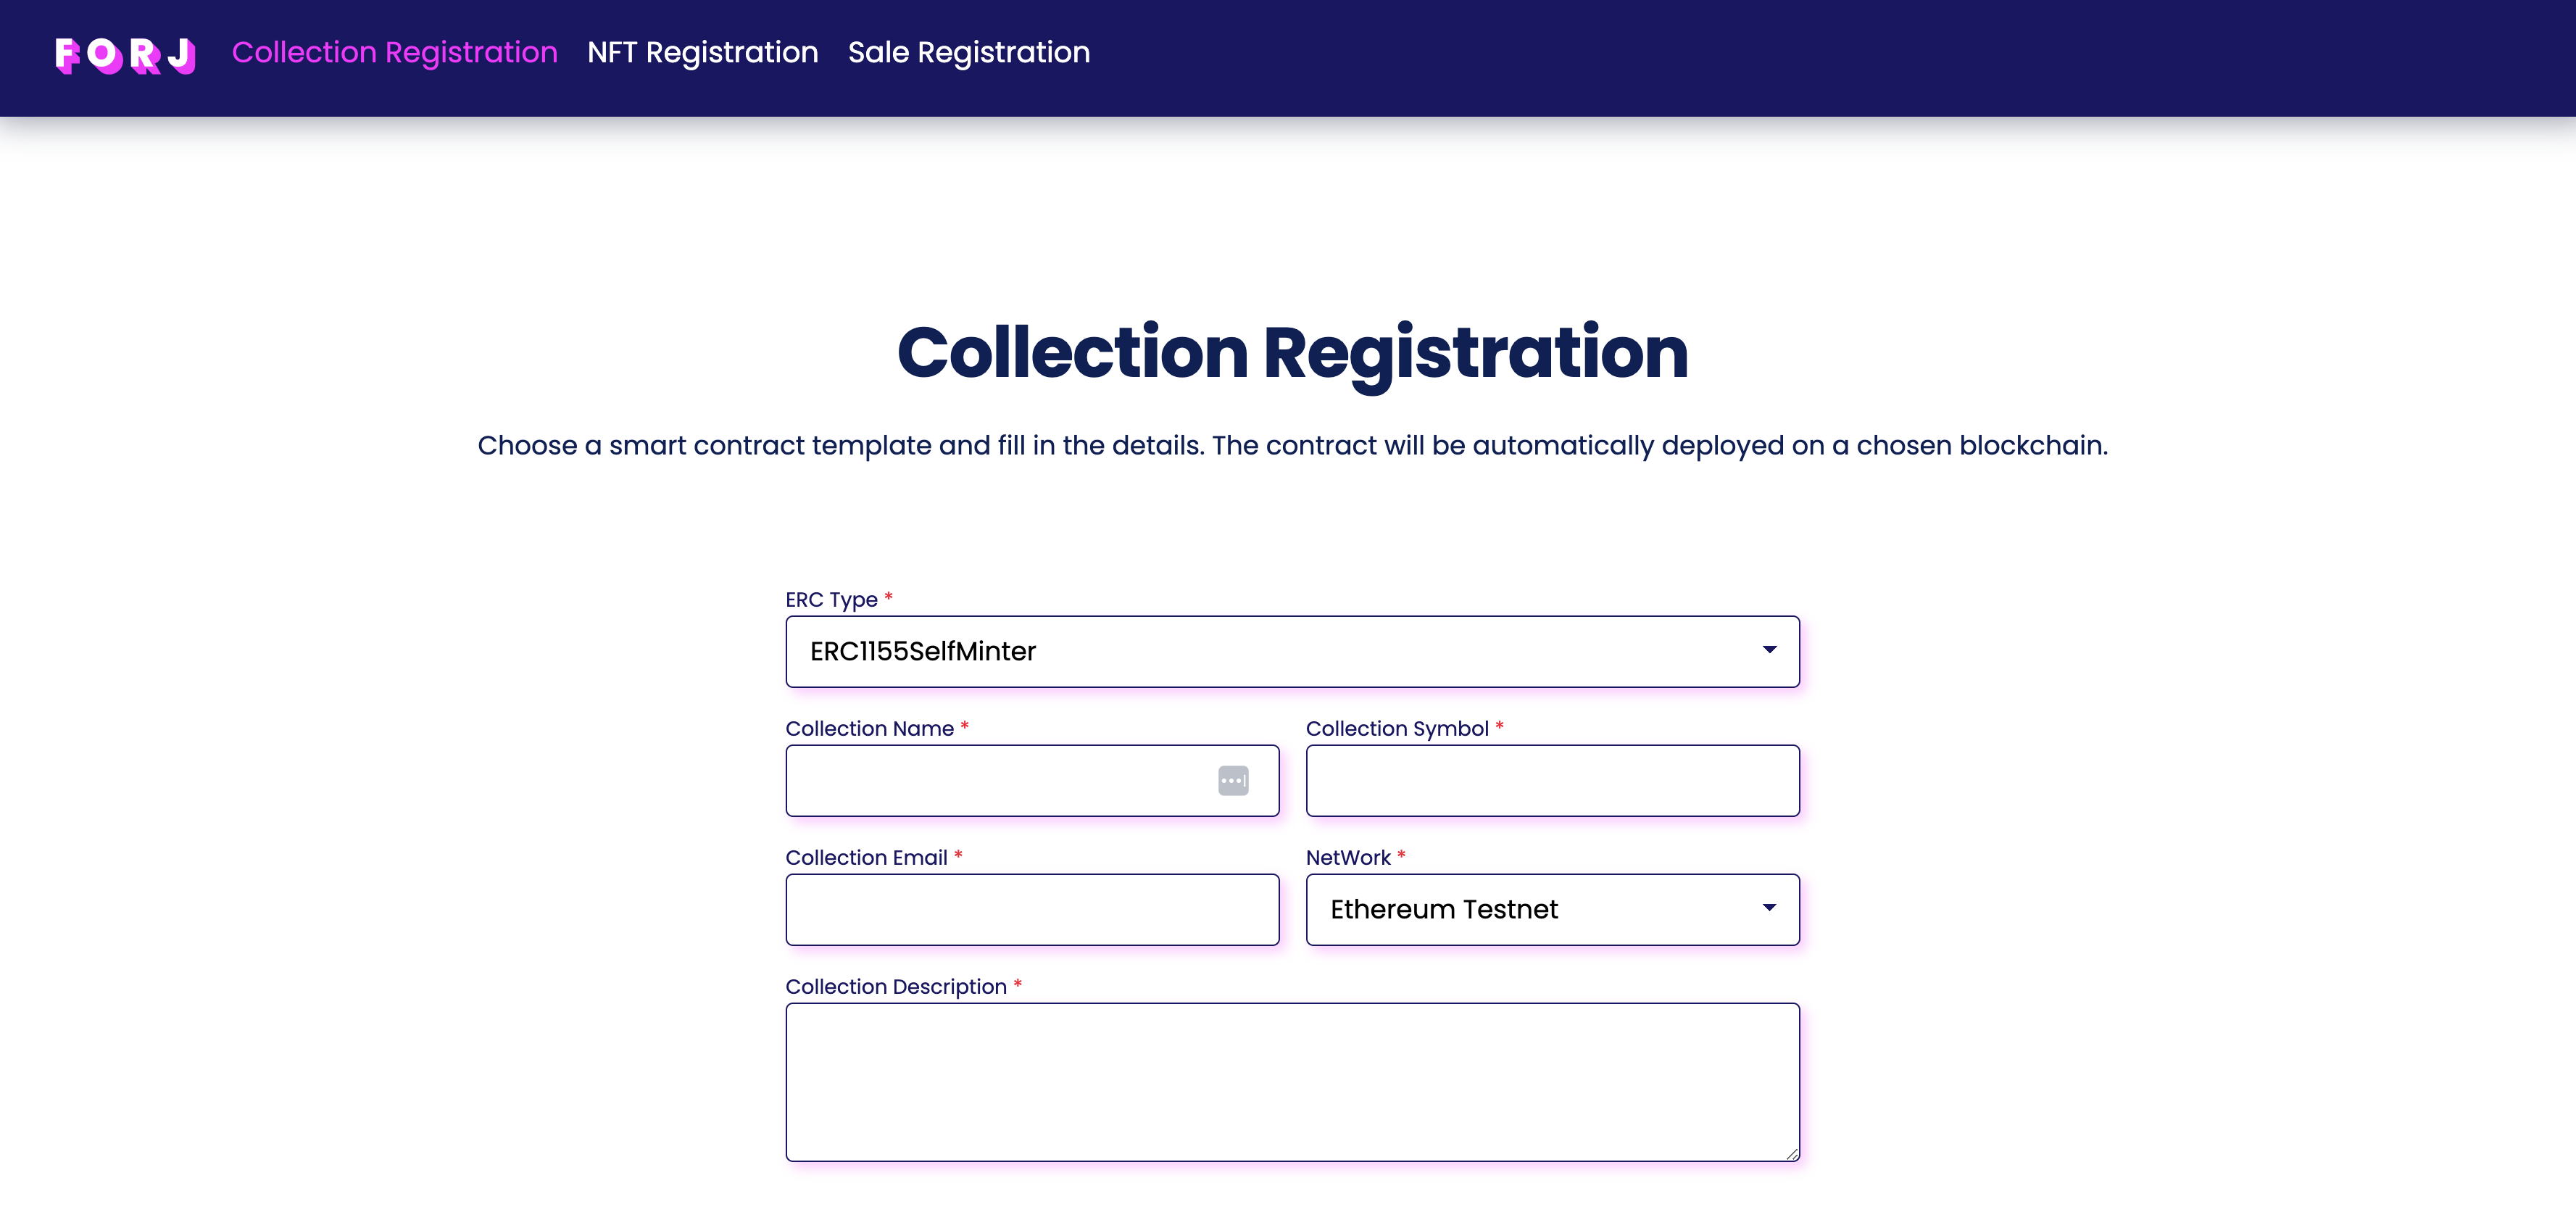 FORJ Collection Registration NFT Registration Sale Registration
Collection Registration
Choose a smart contract template and fill in the details. The contract will be automatically deployed on a chosen blockchain.
ERC Type *
ERC1155SelfMinter
Collection Name * Collection Symbol *
Collection Email * NetWork *
Ethereum Testnet
Collection Description *